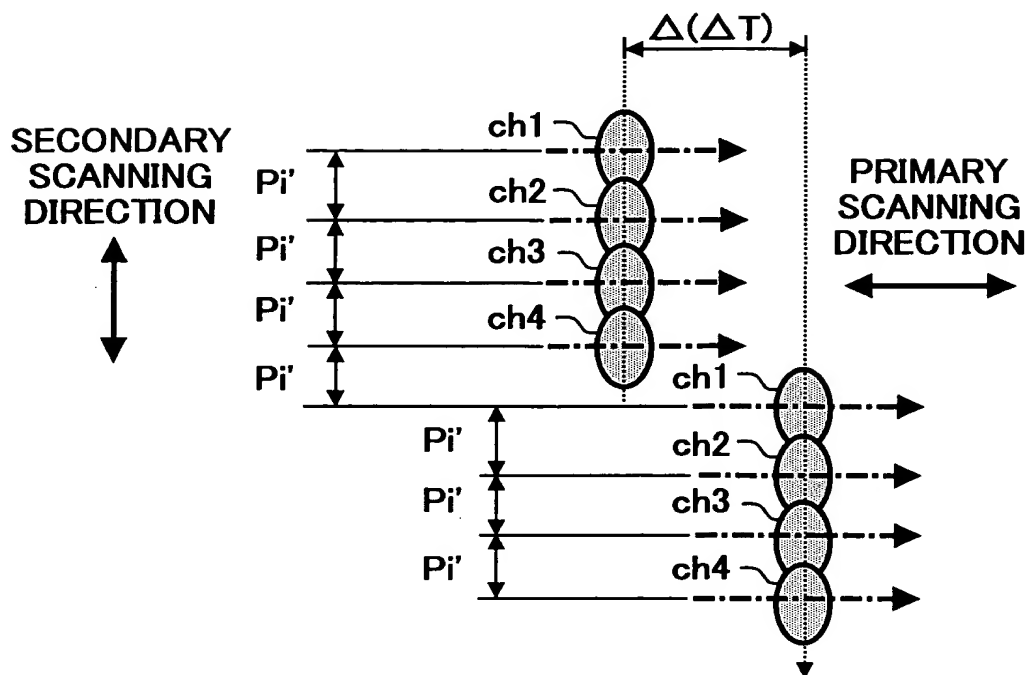 Δ(ΔT)
SECONDARY
SCANNING
DIRECTION
ch1
ch2
ch3
ch4
Pi'
Pi'
Pi'
Pi'
PRIMARY
SCANNING
DIRECTION
ch1
ch2
ch3
ch4
Pi'
Pi'
Pi'